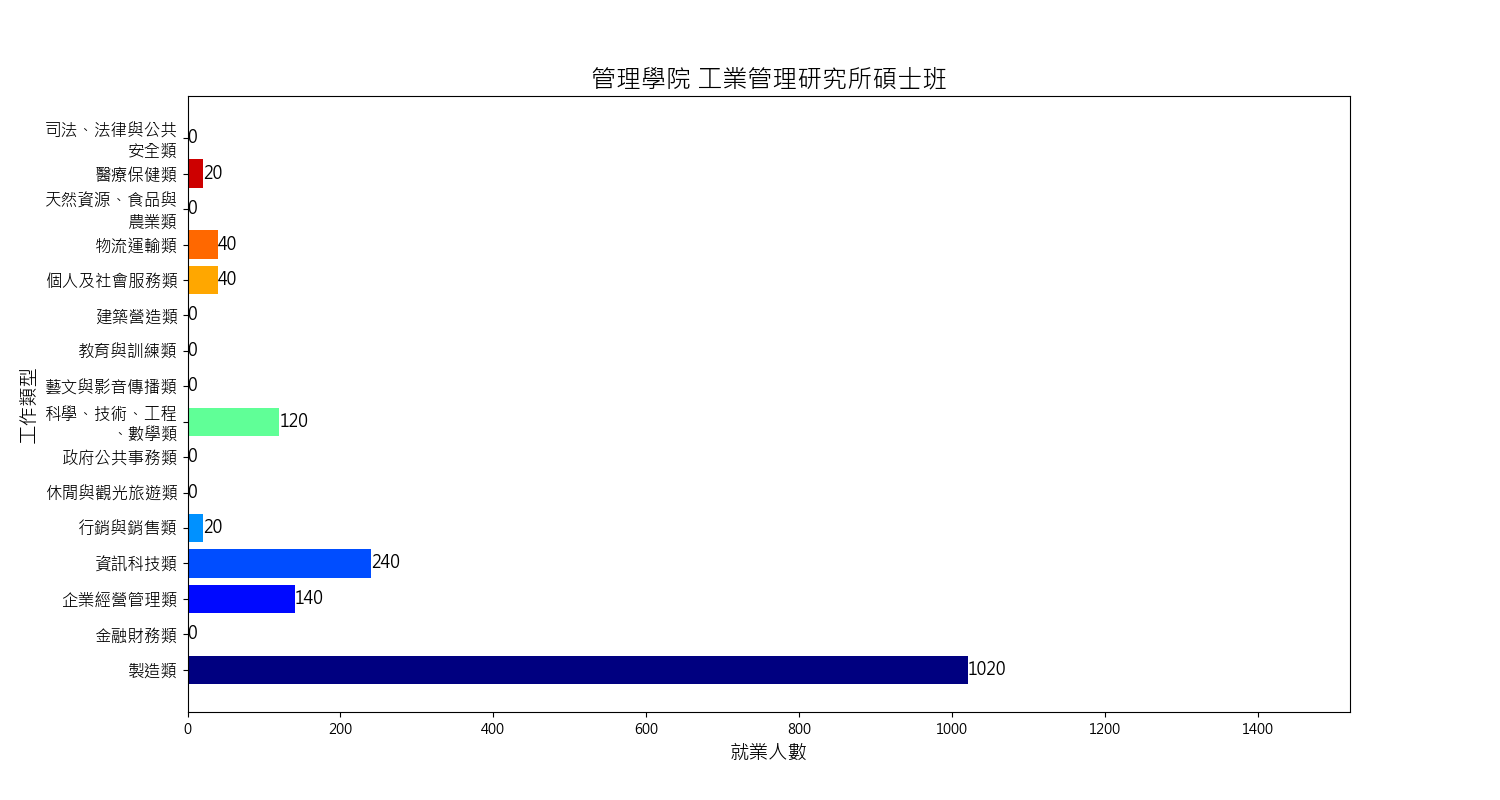 管理學院 工業管理研究所碩士班
司法、法律與公共
安全類
0
醫療保健類
20
天然資源、食品與
農業類
0
物流運輸類
40
個人及社會服務類
40
建築營造類
0
教育與訓練類
0
藝文與影音傳播類
0
科學、技術、工程
、數學類
120
政府公共事務類
0
休閒與觀光旅遊類
0
行銷與銷售類
20
資訊科技類
240
企業經營管理類
140
金融財務類
0
製造類
1020
工作類型
0 200 400 600 800 1000 1200 1400
就業人數